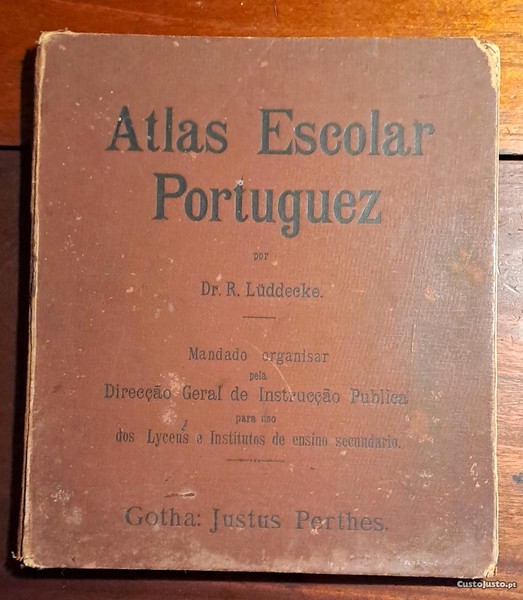 Atlas Escolar
Portuguez
por
Dr. R. Lüddecke.
Mandado organisar
pela
Direcção Geral de Instrucção Publica
para uso
dos Lyceus e Institutos de ensino secundario.
Gotha: Justus Perthes.
CustoJusto.pt